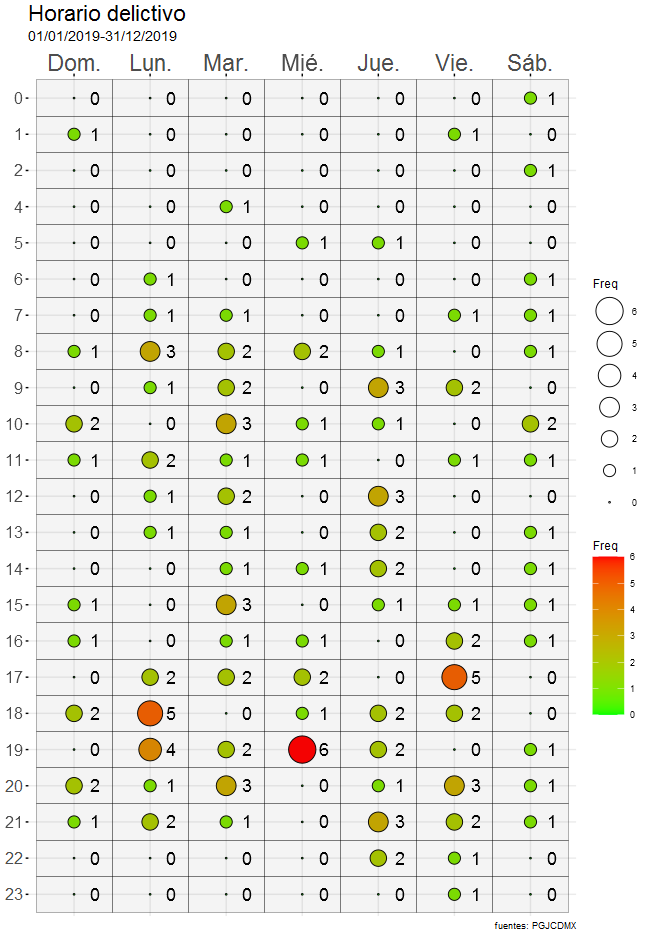 Horario delictivo
01/01/2019-31/12/2019
Dom. Lun. Mar. Mié. Jue. Vie. Sáb.
0 0 0 0 0 0 0 1
1 1 0 0 0 0 1 0
2 0 0 0 0 0 0 1
4 0 0 1 0 0 0 0
5 0 0 0 1 1 0 0
6 0 1 0 0 0 0 1
7 0 1 1 0 0 1 1
8 1 3 2 2 1 0 1
9 0 1 2 0 3 2 0
10 2 0 3 1 1 0 2
11 1 2 1 1 0 1 1
12 0 1 2 0 3 0 0
13 0 1 1 0 2 0 1
14 0 0 1 1 2 0 1
15 1 0 3 0 1 1 1
16 1 0 1 1 0 2 1
17 0 2 2 2 0 5 0
18 2 5 0 1 2 2 0
19 0 4 2 6 2 0 1
20 2 1 3 0 1 3 1
21 1 2 1 0 3 2 1
22 0 0 0 0 2 1 0
23 0 0 0 0 0 1 0
Freq
6
5
4
3
2
1
0
Freq
6
5
4
3
2
1
0
fuentes: PGJCDMX